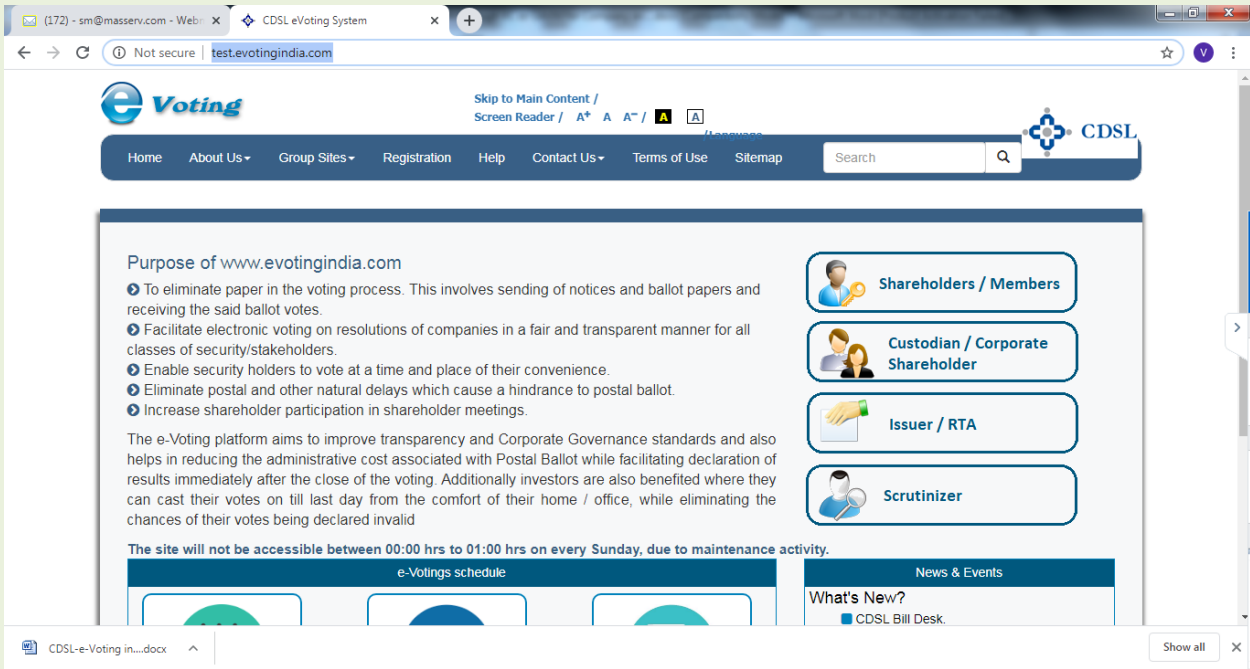 (172) - sm@masserv.com - Webr
CDSL eVoting System
Not secure | test.evotingindia.com
V
e Voting
Skip to Main Content /
Screen Reader / A+ A A- / A A
/Language
CDSL
Home About Us Group Sites Registration Help Contact Us Terms of Use Sitemap Search
Purpose of www.evotingindia.com
To eliminate paper in the voting process. This involves sending of notices and ballot papers and
receiving the said ballot votes.
Facilitate electronic voting on resolutions of companies in a fair and transparent manner for all
classes of security/stakeholders.
Enable security holders to vote at a time and place of their convenience.
Eliminate postal and other natural delays which cause a hindrance to postal ballot.
Increase shareholder participation in shareholder meetings.
The e-Voting platform aims to improve transparency and Corporate Governance standards and also
helps in reducing the administrative cost associated with Postal Ballot while facilitating declaration of
results immediately after the close of the voting. Additionally investors are also benefited where they
can cast their votes on till last day from the comfort of their home / office, while eliminating the
chances of their votes being declared invalid
Shareholders / Members
Custodian / Corporate
Shareholder
Issuer / RTA
Scrutinizer
The site will not be accessible between 00:00 hrs to 01:00 hrs on every Sunday, due to maintenance activity.
e-Votings schedule
News & Events
What's New?
CDSL Bill Desk.
CDSL-e-Voting in....docx
Show all